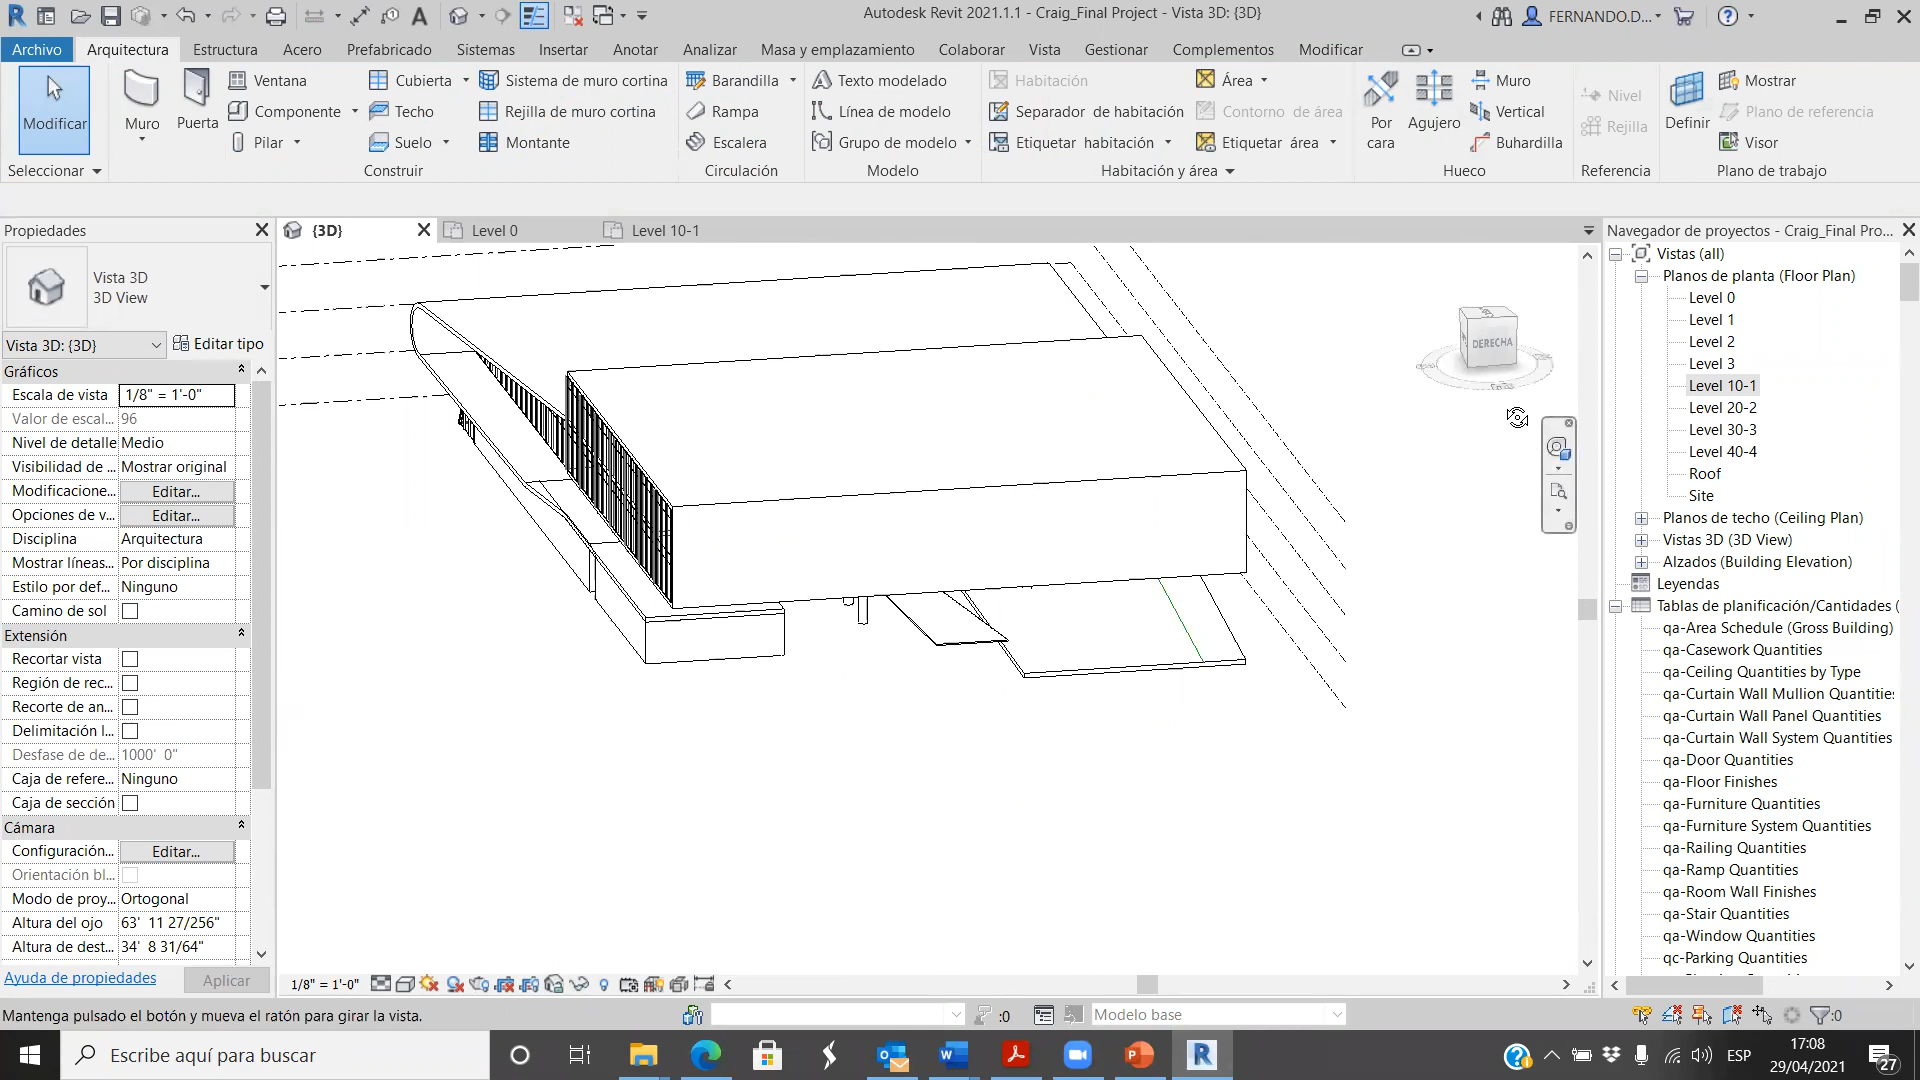 Autodesk Revit 2021.1.1 - Craig_Final Project - Vista 3D: {3D}
FERNANDO.D...
Archivo Arquitectura Estructura Acero Prefabricado Sistemas Insertar Anotar Analizar Masa y emplazamiento Colaborar Vista Gestionar Complementos Modificar
Modificar
Muro
Puerta
Ventana
Componente
Pilar
Cubierta
Techo
Suelo
Sistema de muro cortina
Rejilla de muro cortina
Montante
Barandilla
Rampa
Escalera
Texto modelado
Línea de modelo
Grupo de modelo
Habitación
Separador de habitación
Etiquetar habitación
Área
Contorno de área
Etiquetar área
Por cara
Agujero
Muro
Vertical
Buhardilla
Nivel
Rejilla
Definir
Mostrar
Plano de referencia
Visor
Seleccionar Construir Circulación Modelo Habitación y área Hueco Referencia Plano de trabajo
Propiedades
Vista 3D
3D View
Vista 3D: {3D} Editar tipo
Gráficos
Escala de vista 1/8" = 1'-0"
Valor de escal... 96
Nivel de detalle Medio
Visibilidad de ... Mostrar original
Modificacione... Editar...
Opciones de v... Editar...
Disciplina Arquitectura
Mostrar líneas... Por disciplina
Estilo por def... Ninguno
Camino de sol
Extensión
Recortar vista
Región de rec...
Recorte de an...
Delimitación l...
Desfase de de... 1000' 0"
Caja de refere... Ninguno
Caja de sección
Cámara
Configuración... Editar...
Orientación bl...
Modo de proy... Ortogonal
Altura del ojo 63' 11 27/256"
Altura de dest... 34' 8 31/64"
Ayuda de propiedades Aplicar
{3D} Level 0 Level 10-1
DERECHA
1/8" = 1'-0"
Navegador de proyectos - Craig_Final Pro...
Vistas (all)
Planos de planta (Floor Plan)
Level 0
Level 1
Level 2
Level 3
Level 10-1
Level 20-2
Level 30-3
Level 40-4
Roof
Site
Planos de techo (Ceiling Plan)
Vistas 3D (3D View)
Alzados (Building Elevation)
Leyendas
Tablas de planificación/Cantidades (
qa-Area Schedule (Gross Building)
qa-Casework Quantities
qa-Ceiling Quantities by Type
qa-Curtain Wall Mullion Quantities
qa-Curtain Wall Panel Quantities
qa-Curtain Wall System Quantities
qa-Door Quantities
qa-Floor Finishes
qa-Furniture Quantities
qa-Furniture System Quantities
qa-Railing Quantities
qa-Ramp Quantities
qa-Room Wall Finishes
qa-Stair Quantities
qa-Window Quantities
qc-Parking Quantities
Mantenga pulsado el botón y mueva el ratón para girar la vista.
:0
Modelo base
:0
Escribe aquí para buscar
ESP
17:08
29/04/2021
27